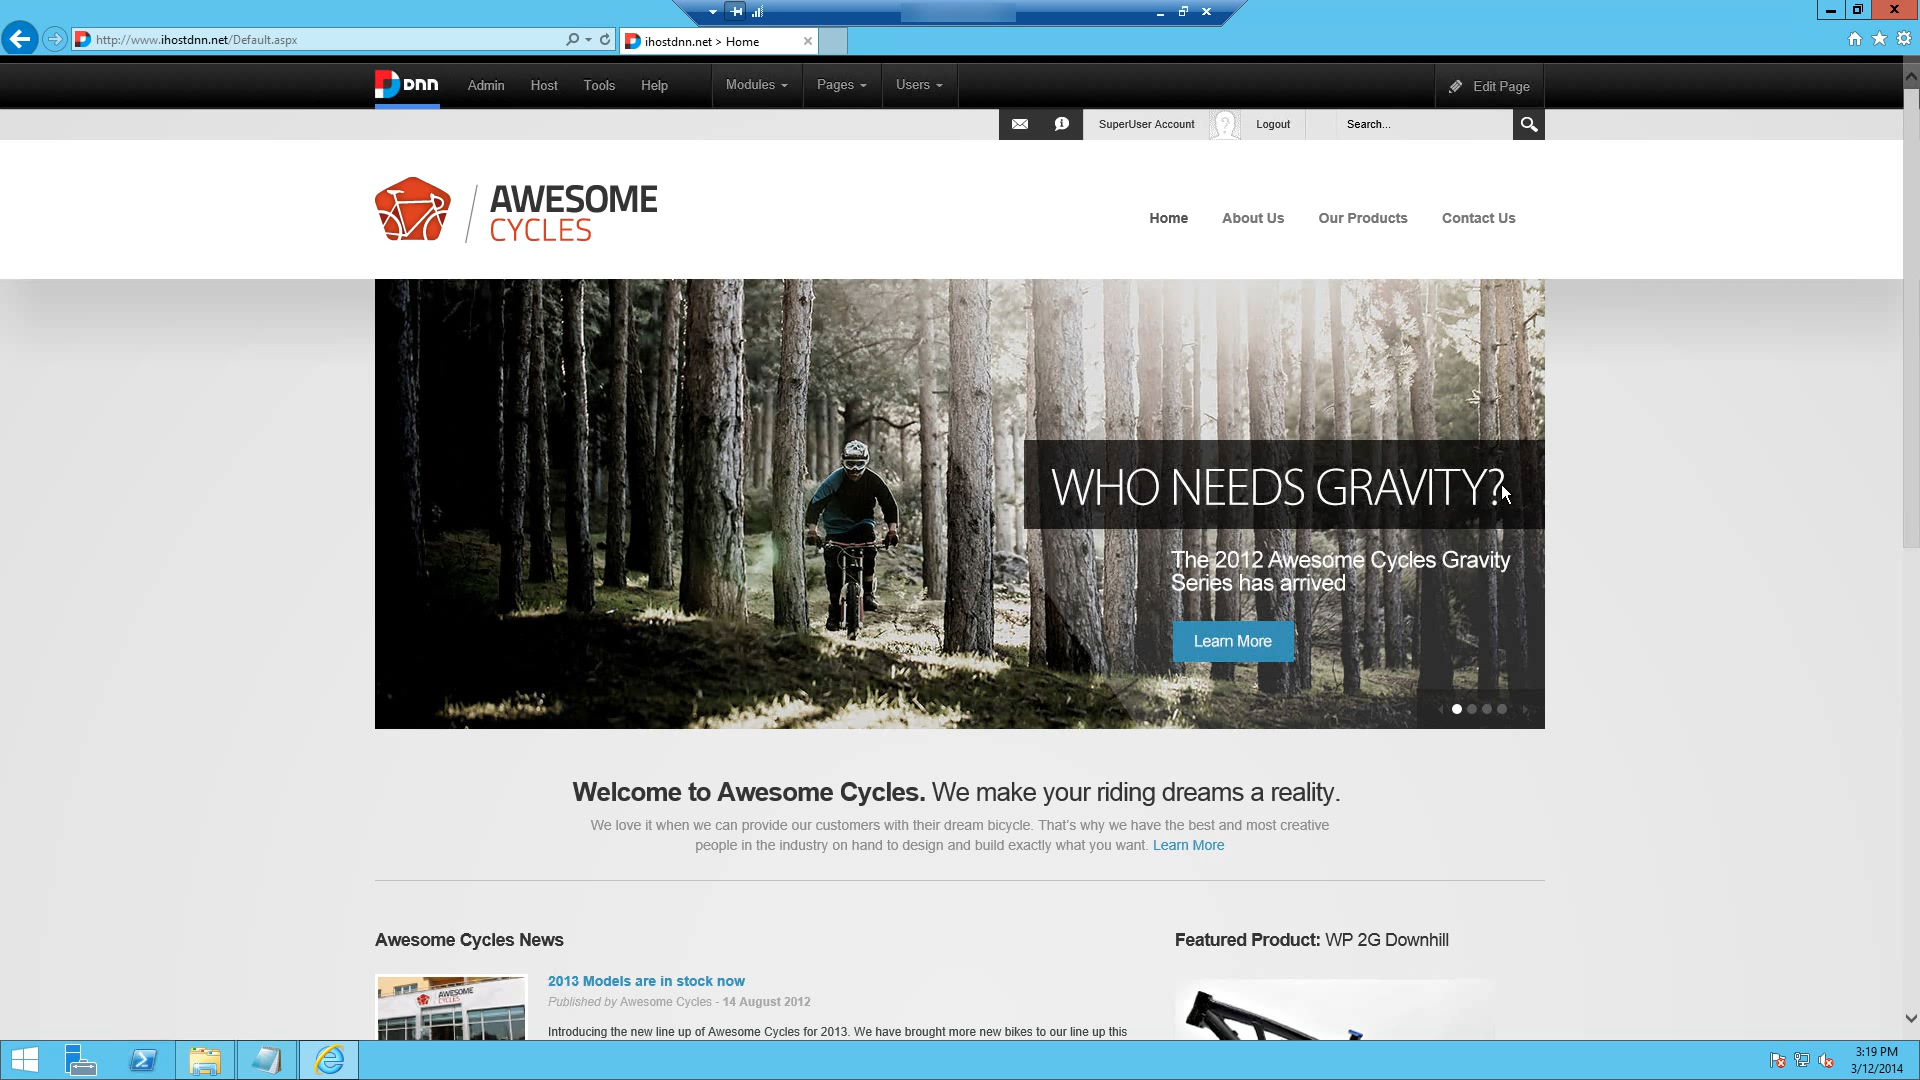 http://www.ihostdnn.net/Default.aspx
ihostdnn.net > Home
DNN
Admin
Host
Tools
Help
Modules
Pages
Users
Edit Page
SuperUser Account
Logout
Search...
AWESOME
CYCLES
Home
About Us
Our Products
Contact Us
WHO NEEDS GRAVITY?
The 2012 Awesome Cycles Gravity
Series has arrived
Learn More
Welcome to Awesome Cycles. We make your riding dreams a reality.
We love it when we can provide our customers with their dream bicycle. That's why we have the best and most creative
people in the industry on hand to design and build exactly what you want. Learn More
Awesome Cycles News
Featured Product: WP 2G Downhill
AWESOME
CYCLES
2013 Models are in stock now
Published by Awesome Cycles - 14 August 2012
Introducing the new line up of Awesome Cycles for 2013. We have brought more new bikes to our line up this
3:19 PM
3/12/2014